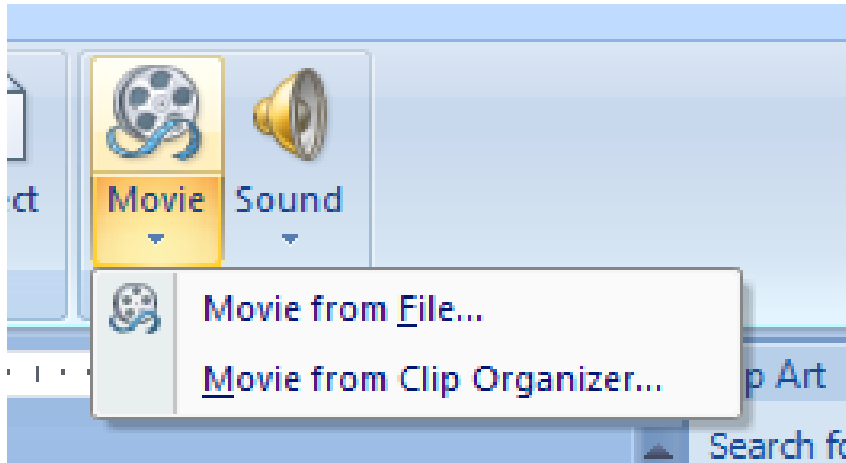 ct Movie Sound
Movie from File...
Movie from Clip Organizer...
p Art
Search fo